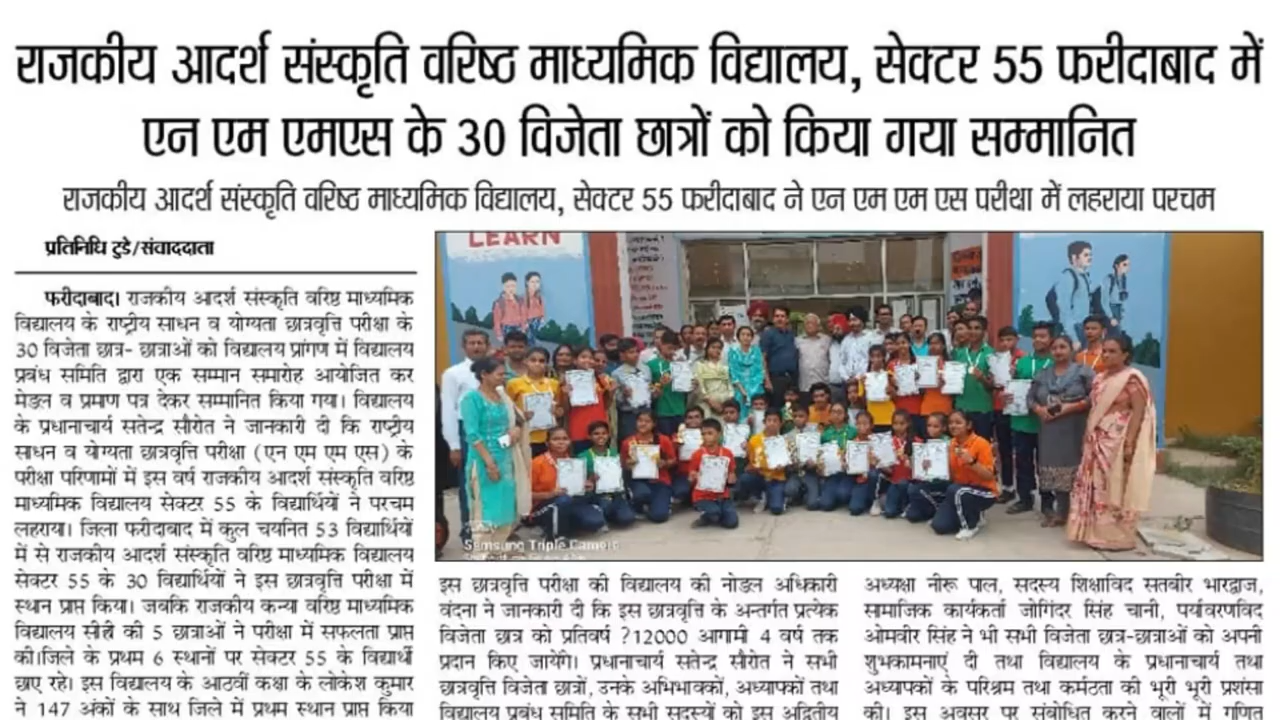 राजकीय आदर्श संस्कृति वरिष्ठ माध्यमिक विद्यालय, सेक्टर 55 फरीदाबाद में
एन एम एमएस के 30 विजेता छात्रों को किया गया सम्मानित
राजकीय आदर्श संस्कृति वरिष्ठ माध्यमिक विद्यालय, सेक्टर 55 फरीदाबाद ने एन एम एम एस परीक्षा में लहराया परचम
प्रतिनिधि टुडे/संवाददाता
फरीदाबाद। राजकीय आदर्श संस्कृति वरिष्ठ माध्यमिक
विद्यालय के राष्ट्रीय साधन व योग्यता छात्रवृत्ति परीक्षा के
30 विजेता छात्र- छात्राओं को विद्यालय प्रांगण में विद्यालय
प्रबंध समिति द्वारा एक सम्मान समारोह आयोजित कर
मेडल व प्रमाण पत्र देकर सम्मानित किया गया। विद्यालय
के प्रधानाचार्य सतेन्द्र सौरोत ने जानकारी दी कि राष्ट्रीय
साधन व योग्यता छात्रवृत्ति परीक्षा (एन एम एम एस) के
परीक्षा परिणामों में इस वर्ष राजकीय आदर्श संस्कृति वरिष्ठ
माध्यमिक विद्यालय सेक्टर 55 के विद्यार्थियों ने परचम
लहराया। जिला फरीदाबाद में कुल चयनित 53 विद्यार्थियों
में से राजकीय आदर्श संस्कृति वरिष्ठ माध्यमिक विद्यालय
सेक्टर 55 के 30 विद्यार्थियों ने इस छात्रवृत्ति परीक्षा में
स्थान प्राप्त किया। जबकि राजकीय कन्या वरिष्ठ माध्यमिक
विद्यालय सीही की 5 छात्राओं ने परीक्षा में सफलता प्राप्त
की।जिले के प्रथम 6 स्थानों पर सेक्टर 55 के विद्यार्थी
छाए रहे। इस विद्यालय के आठवीं कक्षा के लोकेश कुमार
ने 147 अंकों के साथ जिले में प्रथम स्थान प्राप्त किया
LEARN
Samsung Triple Camera
इस छात्रवृत्ति परीक्षा की विद्यालय की नोडल अधिकारी
वंदना ने जानकारी दी कि इस छात्रवृत्ति के अन्तर्गत प्रत्येक
विजेता छात्र को प्रतिवर्ष ?12000 आगामी 4 वर्ष तक
प्रदान किए जायेंगे। प्रधानाचार्य सतेन्द्र सौरोत ने सभी
छात्रवृत्ति विजेता छात्रों, उनके अभिभावकों, अध्यापकों तथा
विद्यालय प्रबंध समिति के सभी सदस्यों को इस अद्वितीय
अध्यक्षा नीरू पाल, सदस्य शिक्षाविद सतबीर भारद्वाज,
सामाजिक कार्यकर्ता जोगिंदर सिंह चानी, पर्यावरणविद
ओमवीर सिंह ने भी सभी विजेता छात्र-छात्राओं को अपनी
शुभकामनाएं दी तथा विद्यालय के प्रधानाचार्य तथा
अध्यापकों के परिश्रम तथा कर्मठता की भूरी भूरी प्रशंसा
की। इस अवसर पर संबोधित करने वालों में गणित